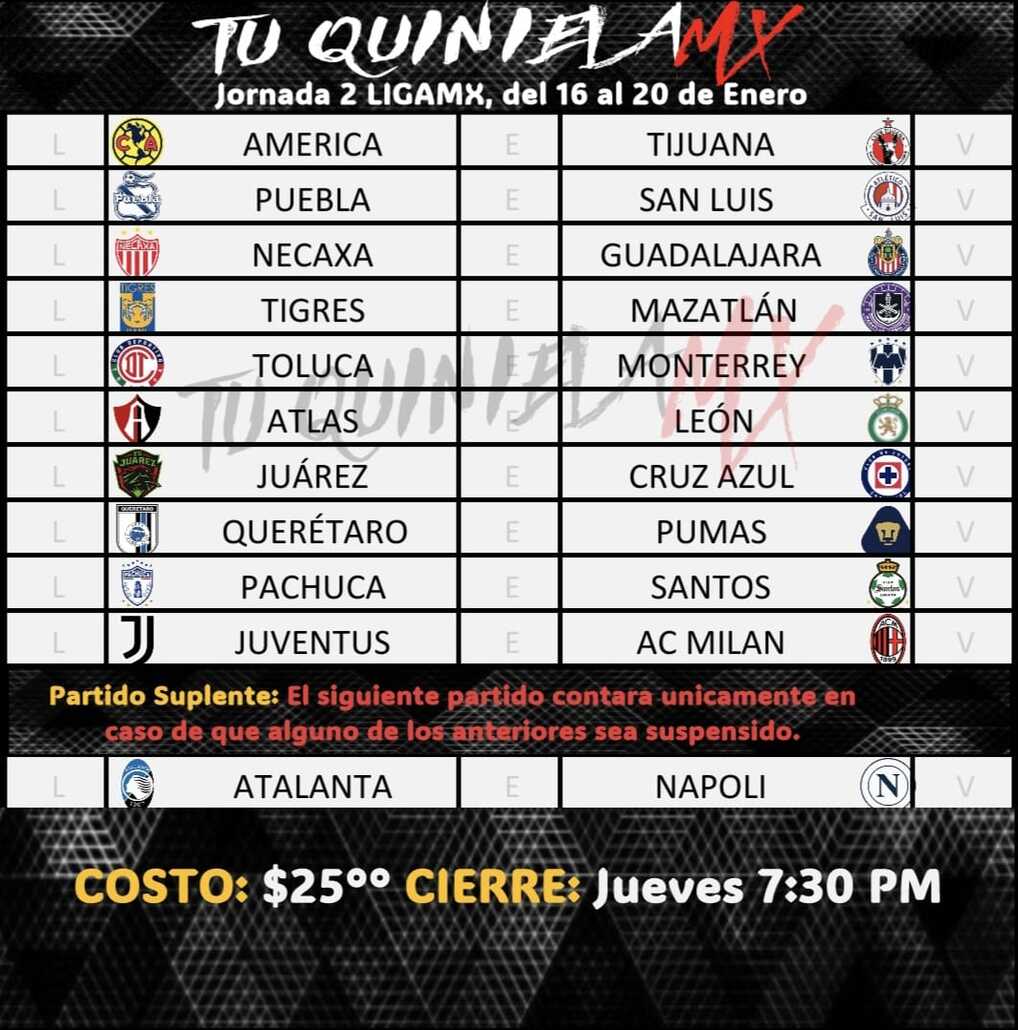 TU QUINIELAMX
Jornada 2 LIGAMX, del 16 al 20 de Enero
L AMERICA E TIJUANA V
L PUEBLA E SAN LUIS V
L NECAXA E GUADALAJARA V
L TIGRES E MAZATLÁN V
L TOLUCA E MONTERREY V
L ATLAS E LEÓN V
L JUÁREZ E CRUZ AZUL V
L QUERÉTARO E PUMAS V
L PACHUCA E SANTOS V
L JUVENTUS E AC MILAN V
TU QUINIELAMX
Partido Suplente: El siguiente partido contara unicamente en
caso de que alguno de los anteriores sea suspendido.
L ATALANTA E NAPOLI V
COSTO: $25°° CIERRE: Jueves 7:30 PM